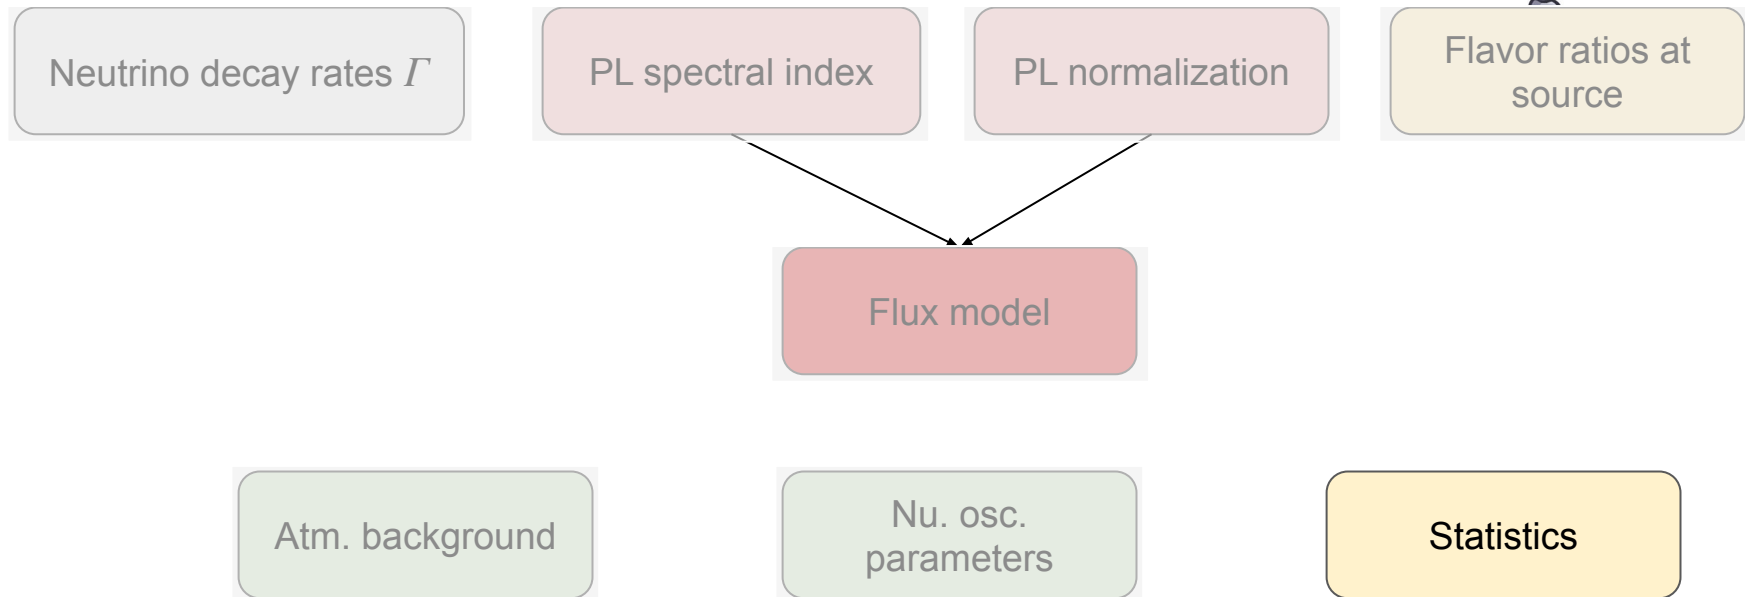 Neutrino decay rates Γ
PL spectral index
PL normalization
Flavor ratios at
source
Flux model
Atm. background
Nu. osc.
parameters
Statistics